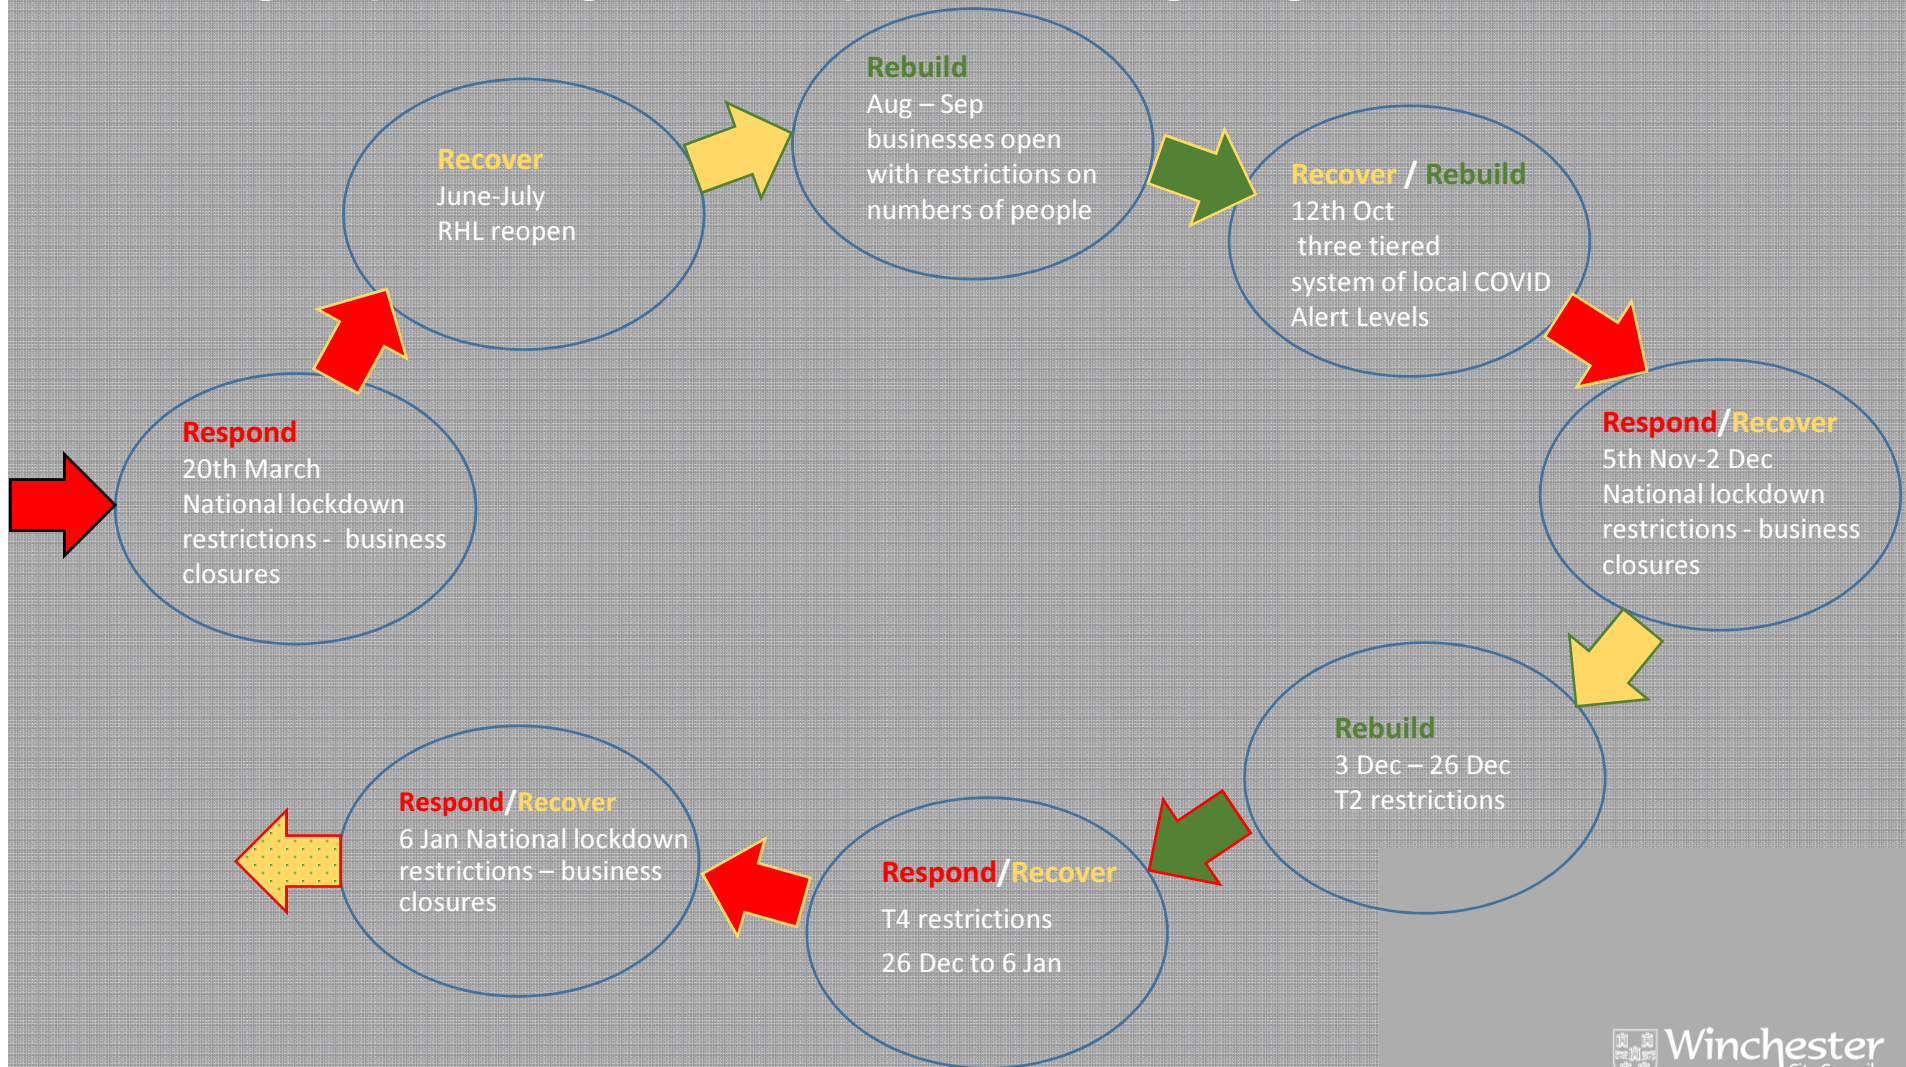 Respond
20th March
National lockdown
restrictions - business
closures
Recover
June-July
RHL reopen
Rebuild
Aug – Sep
businesses open
with restrictions on
numbers of people
Recover / Rebuild
12th Oct
three tiered
system of local COVID
Alert Levels
Respond/Recover
5th Nov-2 Dec
National lockdown
restrictions - business
closures
Rebuild
3 Dec – 26 Dec
T2 restrictions
Respond/Recover
T4 restrictions
26 Dec to 6 Jan
Respond/Recover
6 Jan National lockdown
restrictions – business
closures
Winchester
City Council